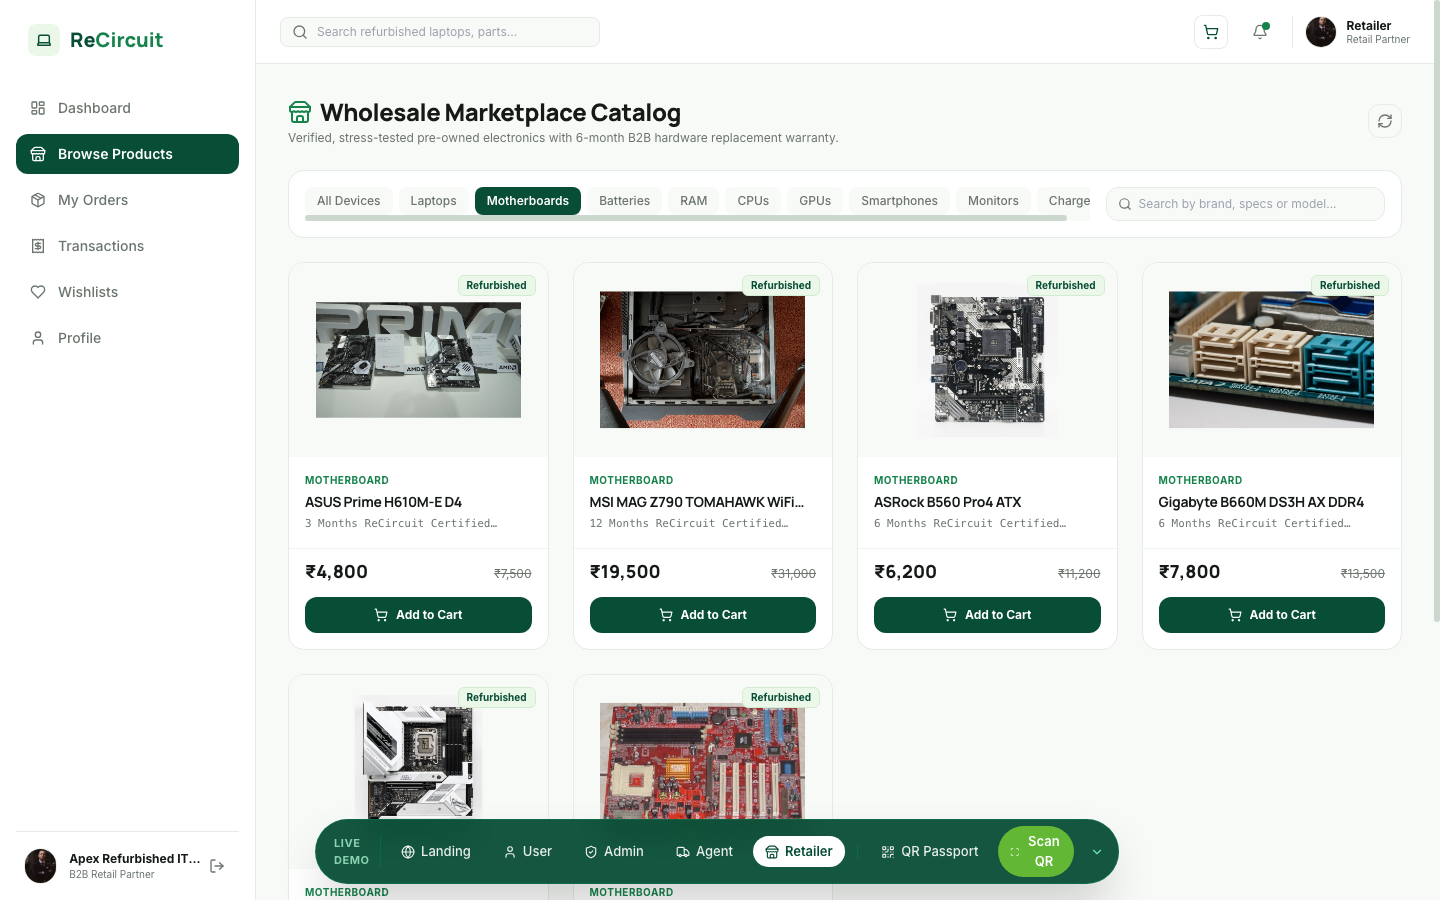 ReCircuit
Search refurbished laptops, parts...
Retailer
Retail Partner
Dashboard
Browse Products
My Orders
Transactions
Wishlists
Profile
Wholesale Marketplace Catalog
Verified, stress-tested pre-owned electronics with 6-month B2B hardware replacement warranty.
All Devices
Laptops
Motherboards
Batteries
RAM
CPUs
GPUs
Smartphones
Monitors
Charge
Search by brand, specs or model...
Refurbished
Refurbished
Refurbished
Refurbished
PRIME
AMD
AMD
SATA7
MOTHERBOARD
ASUS Prime H610M-E D4
3 Months ReCircuit Certified…
₹4,800
₹7,500
Add to Cart
MOTHERBOARD
MSI MAG Z790 TOMAHAWK WiFi…
12 Months ReCircuit Certified…
₹19,500
₹31,000
Add to Cart
MOTHERBOARD
ASRock B560 Pro4 ATX
6 Months ReCircuit Certified…
₹6,200
₹11,200
Add to Cart
MOTHERBOARD
Gigabyte B660M DS3H AX DDR4
6 Months ReCircuit Certified…
₹7,800
₹13,500
Add to Cart
Refurbished
Refurbished
MOTHERBOARD
MOTHERBOARD
LIVE
DEMO
Landing
User
Admin
Agent
Retailer
QR Passport
Scan
QR
Apex Refurbished IT...
B2B Retail Partner